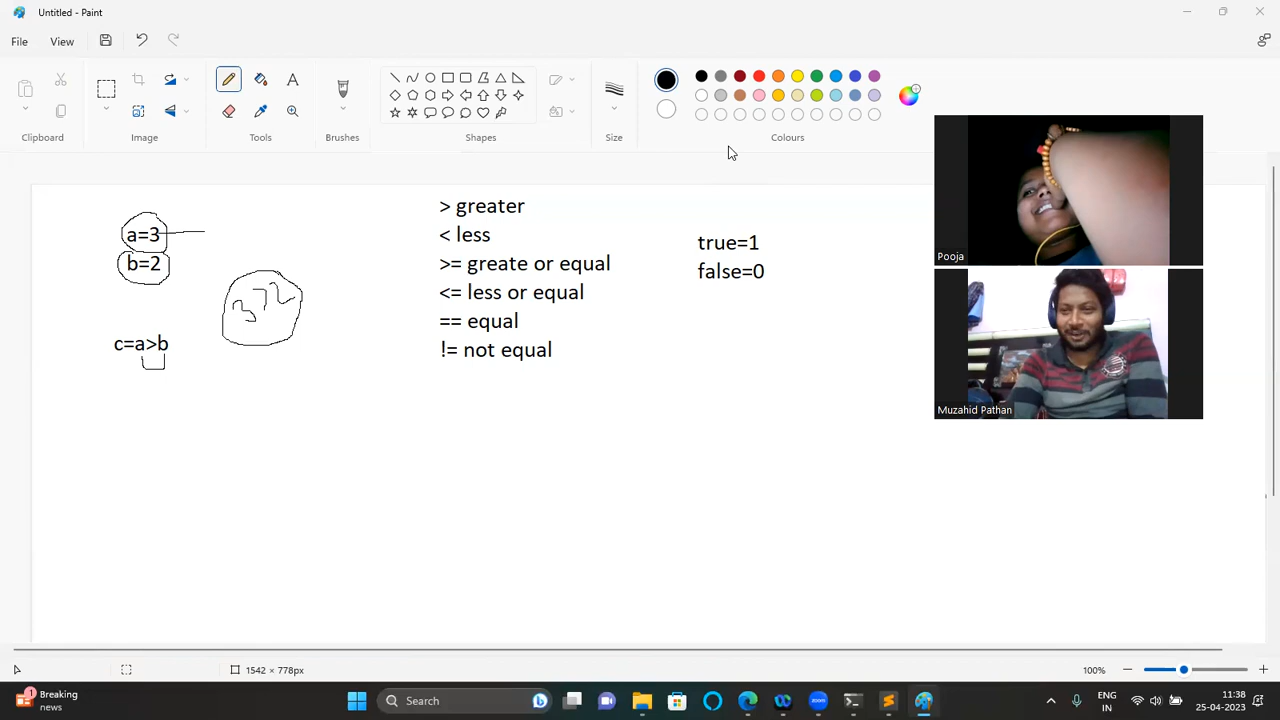 Untitled - Paint
File
View
Clipboard
Image
Tools
Brushes
Shapes
Size
Colours
a=3
b=2
c=a>b
> greater
< less
>= greate or equal
<= less or equal
== equal
!= not equal
true=1
false=0
Pooja
Muzahid Pathan
1542 × 778px
100%
1
Breaking
news
Search
zoom
ENG
IN
11:38
25-04-2023